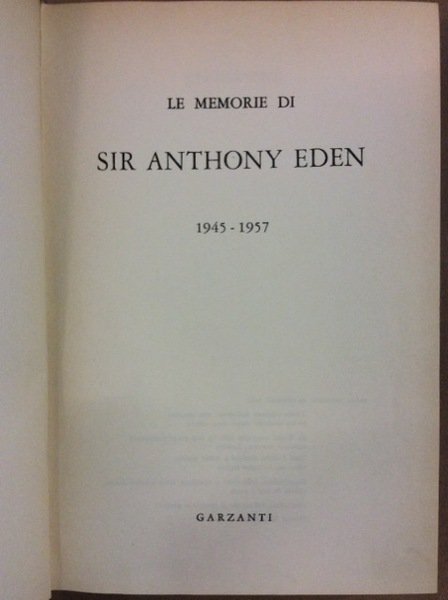 LE MEMORIE DI
SIR ANTHONY EDEN
1945 - 1957
GARZANTI